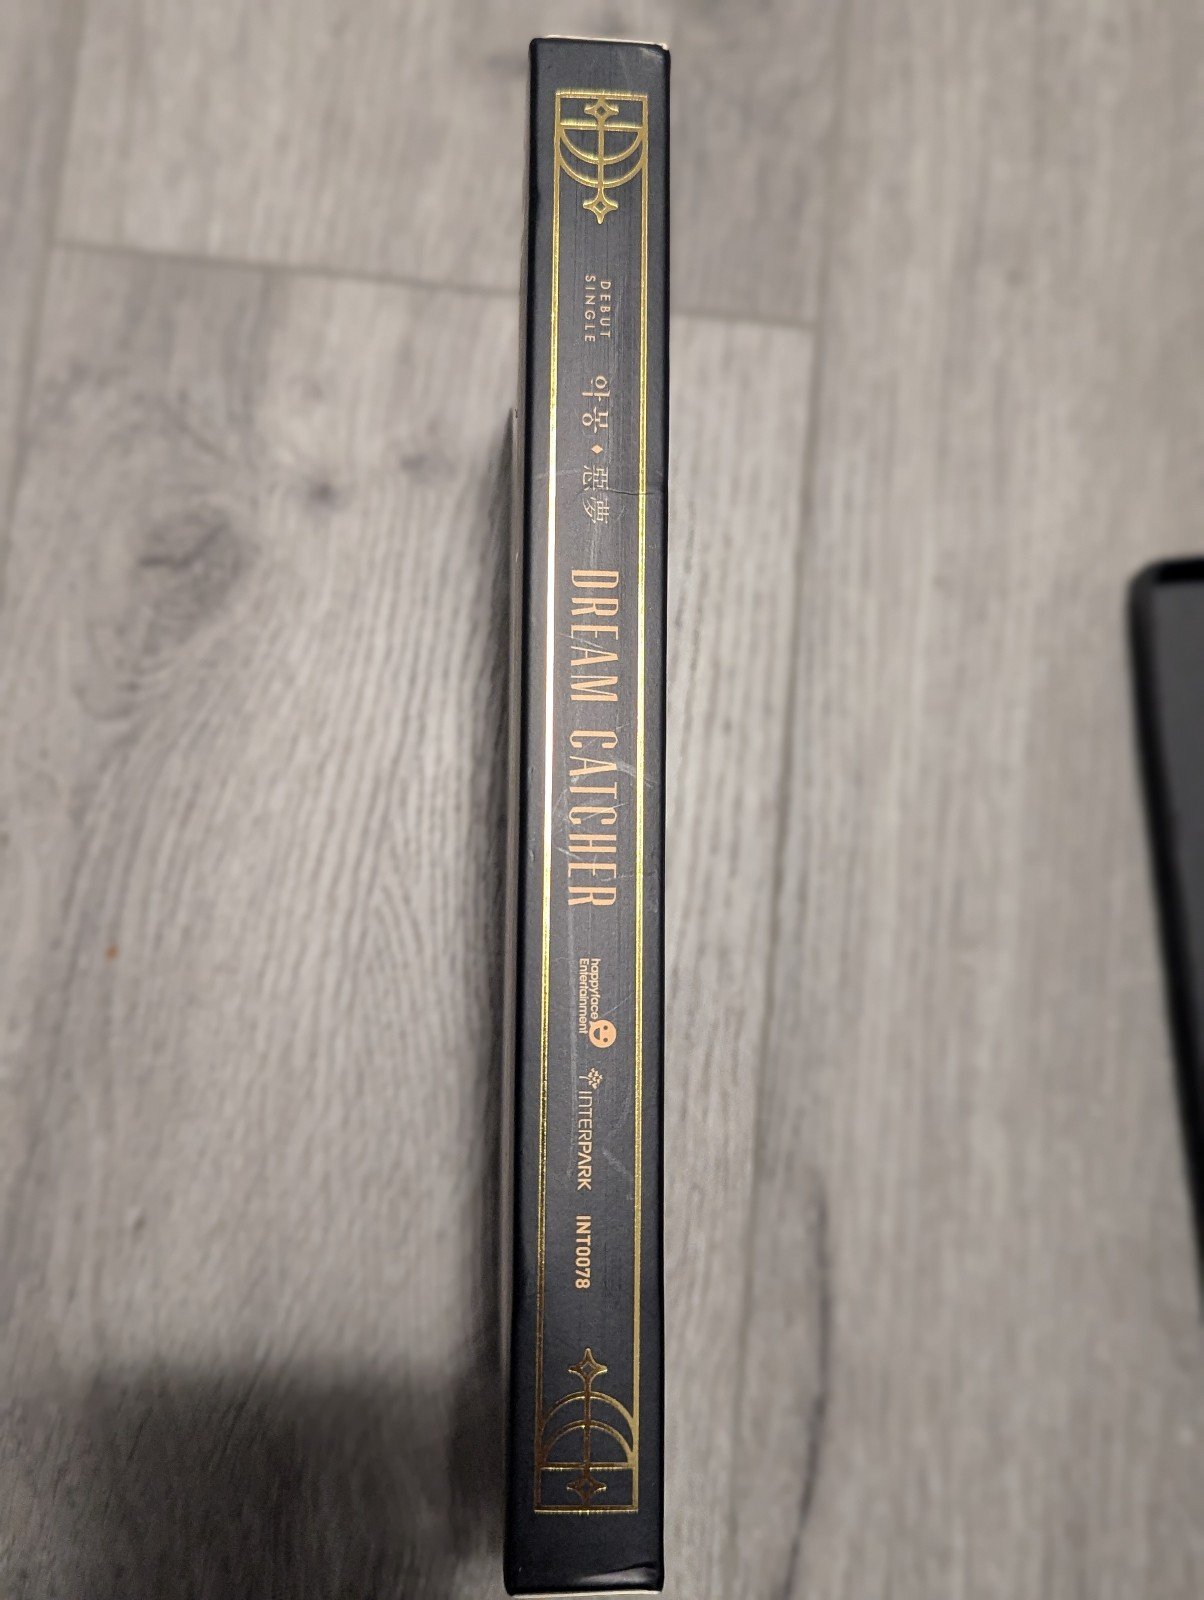 DEBUT
SINGLE
악몽 ◆ 惡夢
DREAM CATCHER
happyface
Entertainment
INTERPARK
INT0078